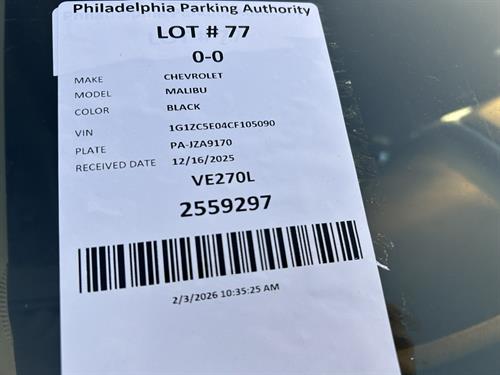 Philadelphia Parking Authority
LOT # 77
0-0
MAKE CHEVROLET
MODEL MALIBU
COLOR BLACK
VIN 1G1ZC5E04CF105090
PLATE PA-JZA9170
RECEIVED DATE 12/16/2025
VE270L
2559297
2/3/2026 10:35:25 AM